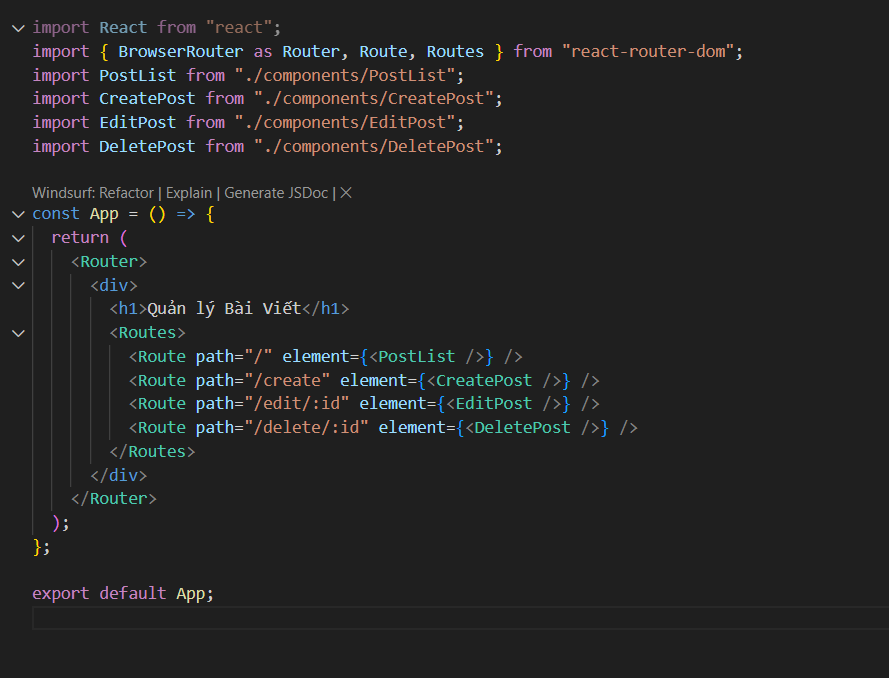 import React from "react";
import { BrowserRouter as Router, Route, Routes } from "react-router-dom";
import PostList from "./components/PostList";
import CreatePost from "./components/CreatePost";
import EditPost from "./components/EditPost";
import DeletePost from "./components/DeletePost";
Windsurf: Refactor | Explain | Generate JSDoc | ×
const App = () => {
  return (
    <Router>
      <div>
        <h1>Quản lý Bài Viết</h1>
        <Routes>
          <Route path="/" element={<PostList />} />
          <Route path="/create" element={<CreatePost />} />
          <Route path="/edit/:id" element={<EditPost />} />
          <Route path="/delete/:id" element={<DeletePost />} />
        </Routes>
      </div>
    </Router>
  );
};
export default App;